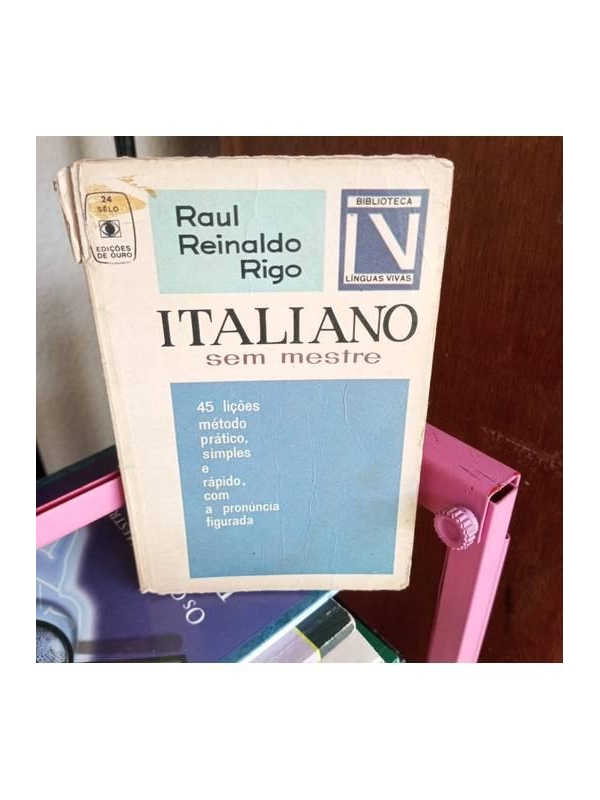 24
SÊLO
EDIÇÕES
DE OURO
Raul
Reinaldo
Rigo
BIBLIOTECA
LV
LÍNGUAS VIVAS
ITALIANO
sem mestre
45 lições
método
prático,
simples
e
rápido,
com
a pronúncia
figurada